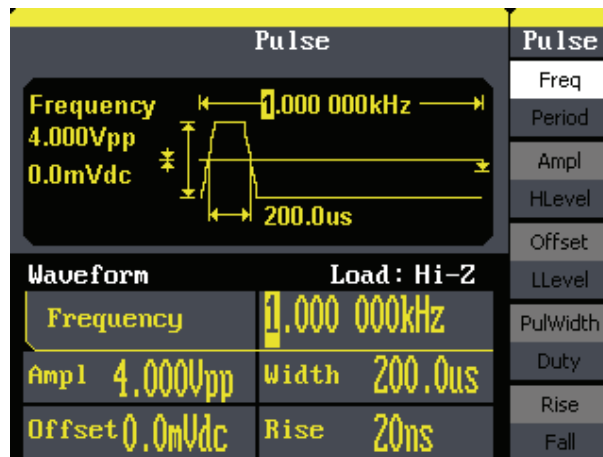 Pulse
Frequency
1.000 000kHz
4.000Vpp
0.0mVdc
200.0us
Waveform Load: Hi-Z
Frequency 1.000 000kHz
Ampl 4.000Vpp Width 200.0us
Offset 0.0mVdc Rise 20ns
Pulse
Freq
Period
Ampl
HLevel
Offset
LLevel
PulWidth
Duty
Rise
Fall